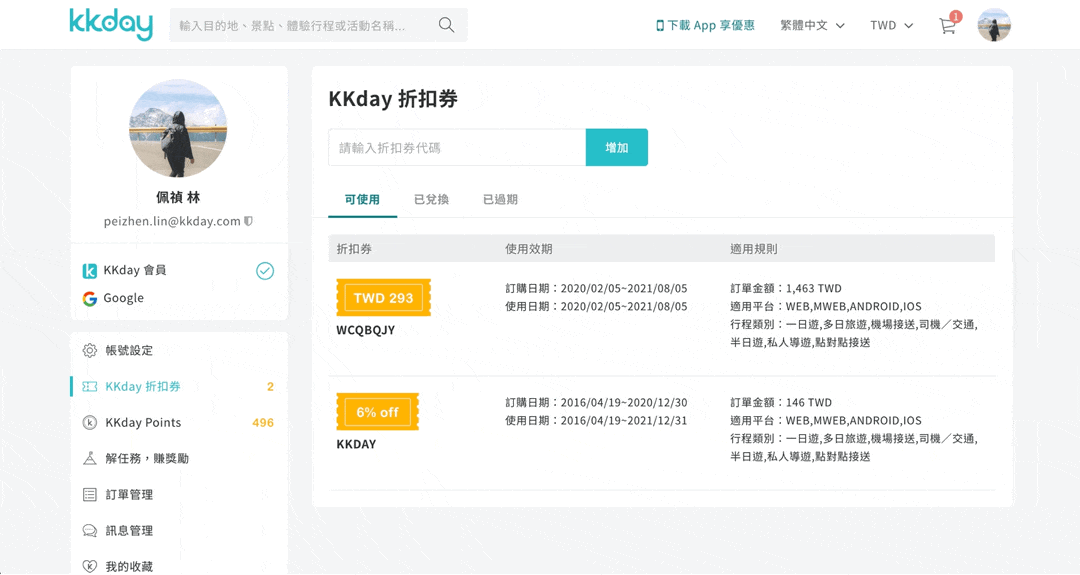 kkday
輸入目的地、景點、體驗行程或活動名稱...
下載 App 享優惠
繁體中文
TWD
1
佩禎 林
peizhen.lin@kkday.com
KKday 會員
Google
帳號設定
KKday 折扣券 2
KKday Points 496
解任務，賺獎勵
訂單管理
訊息管理
我的收藏
KKday 折扣券
請輸入折扣券代碼
增加
可使用 已兌換 已過期
折扣券 使用效期 適用規則
TWD 293
WCQBQJY
訂購日期：2020/02/05~2021/08/05
使用日期：2020/02/05~2021/08/05
訂單金額：1,463 TWD
適用平台：WEB,MWEB,ANDROID,IOS
行程類別：一日遊,多日旅遊,機場接送,司機／交通,
半日遊,私人導遊,點對點接送
6% off
KKDAY
訂購日期：2016/04/19~2020/12/30
使用日期：2016/04/19~2021/12/31
訂單金額：146 TWD
適用平台：WEB,MWEB,ANDROID,IOS
行程類別：一日遊,多日旅遊,機場接送,司機／交通,
半日遊,私人導遊,點對點接送